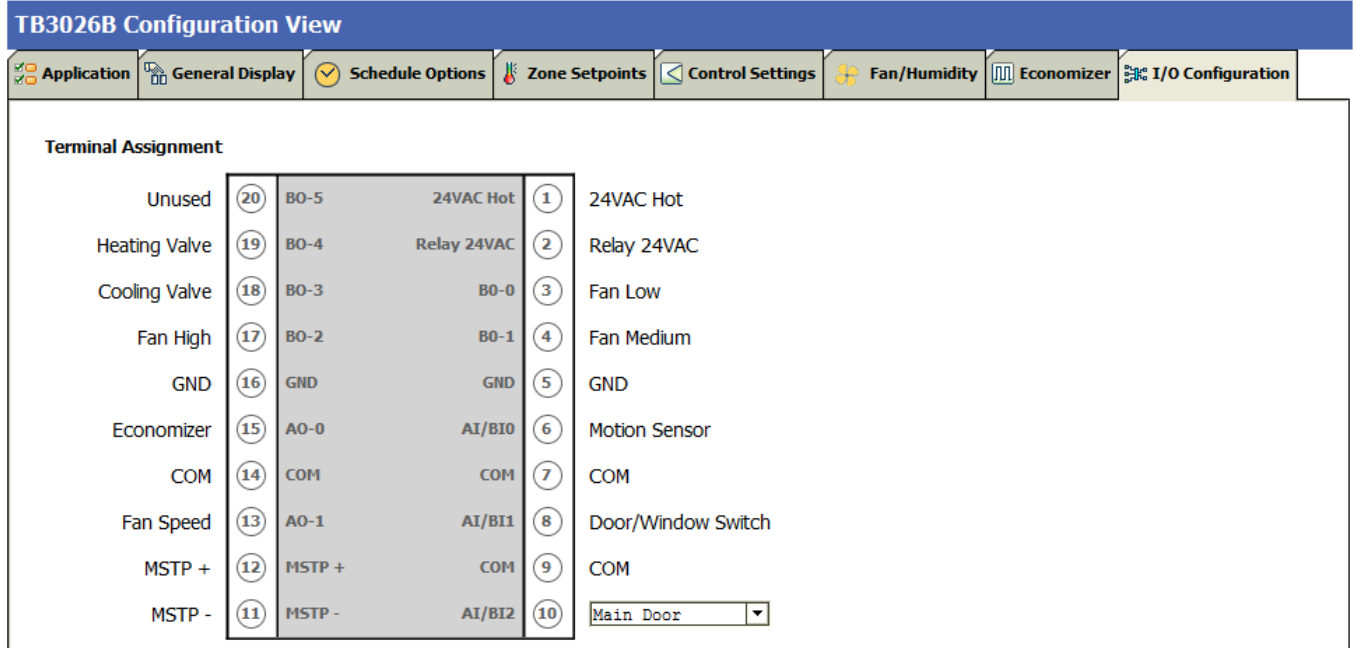 TB3026B Configuration View
Application General Display Schedule Options Zone Setpoints Control Settings Fan/Humidity Economizer I/O Configuration
Terminal Assignment
Unused 20 BO-5 24VAC Hot 1 24VAC Hot
Heating Valve 19 BO-4 Relay 24VAC 2 Relay 24VAC
Cooling Valve 18 BO-3 B0-0 3 Fan Low
Fan High 17 BO-2 B0-1 4 Fan Medium
GND 16 GND GND 5 GND
Economizer 15 AO-0 AI/BI0 6 Motion Sensor
COM 14 COM COM 7 COM
Fan Speed 13 AO-1 AI/BI1 8 Door/Window Switch
MSTP + 12 MSTP + COM 9 COM
MSTP - 11 MSTP - AI/BI2 10 Main Door